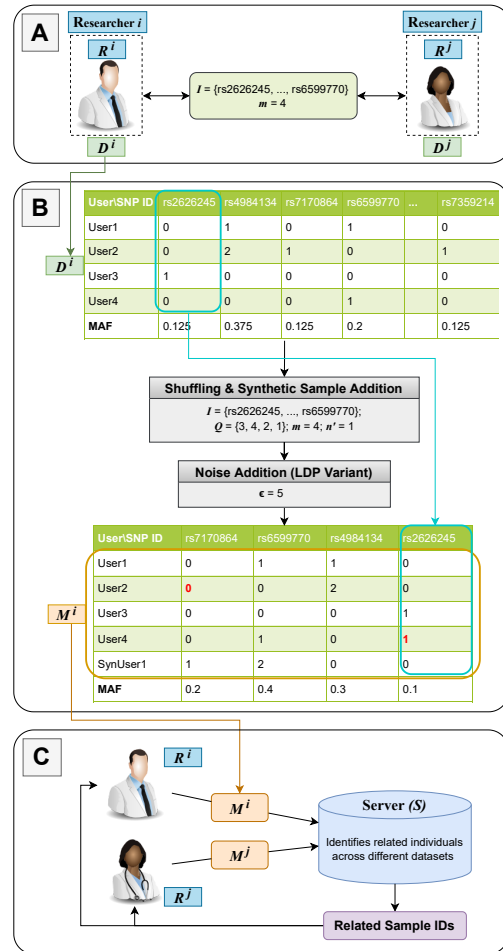 A
Researcher i
Researcher j
R^i
R^j
I = {rs2626245, ..., rs6599770}
m = 4
D^i
D^j
B
User\SNP ID rs2626245 rs4984134 rs7170864 rs6599770 ... rs7359214
User1 0 1 0 1 0
User2 0 2 1 0 1
User3 1 0 0 0 0
User4 0 0 0 1 0
MAF 0.125 0.375 0.125 0.2 0.125
D^i
Shuffling & Synthetic Sample Addition
I = {rs2626245, ..., rs6599770};
Q = {3, 4, 2, 1}; m = 4; n' = 1
Noise Addition (LDP Variant)
ϵ = 5
User\SNP ID rs7170864 rs6599770 rs4984134 rs2626245
User1 0 1 1 0
User2 0 0 2 0
User3 0 0 0 1
User4 0 1 0 1
SynUser1 1 2 0 0
MAF 0.2 0.4 0.3 0.1
M^i
C
R^i
M^i
M^j
R^j
Server (S)
Identifies related individuals
across different datasets
Related Sample IDs